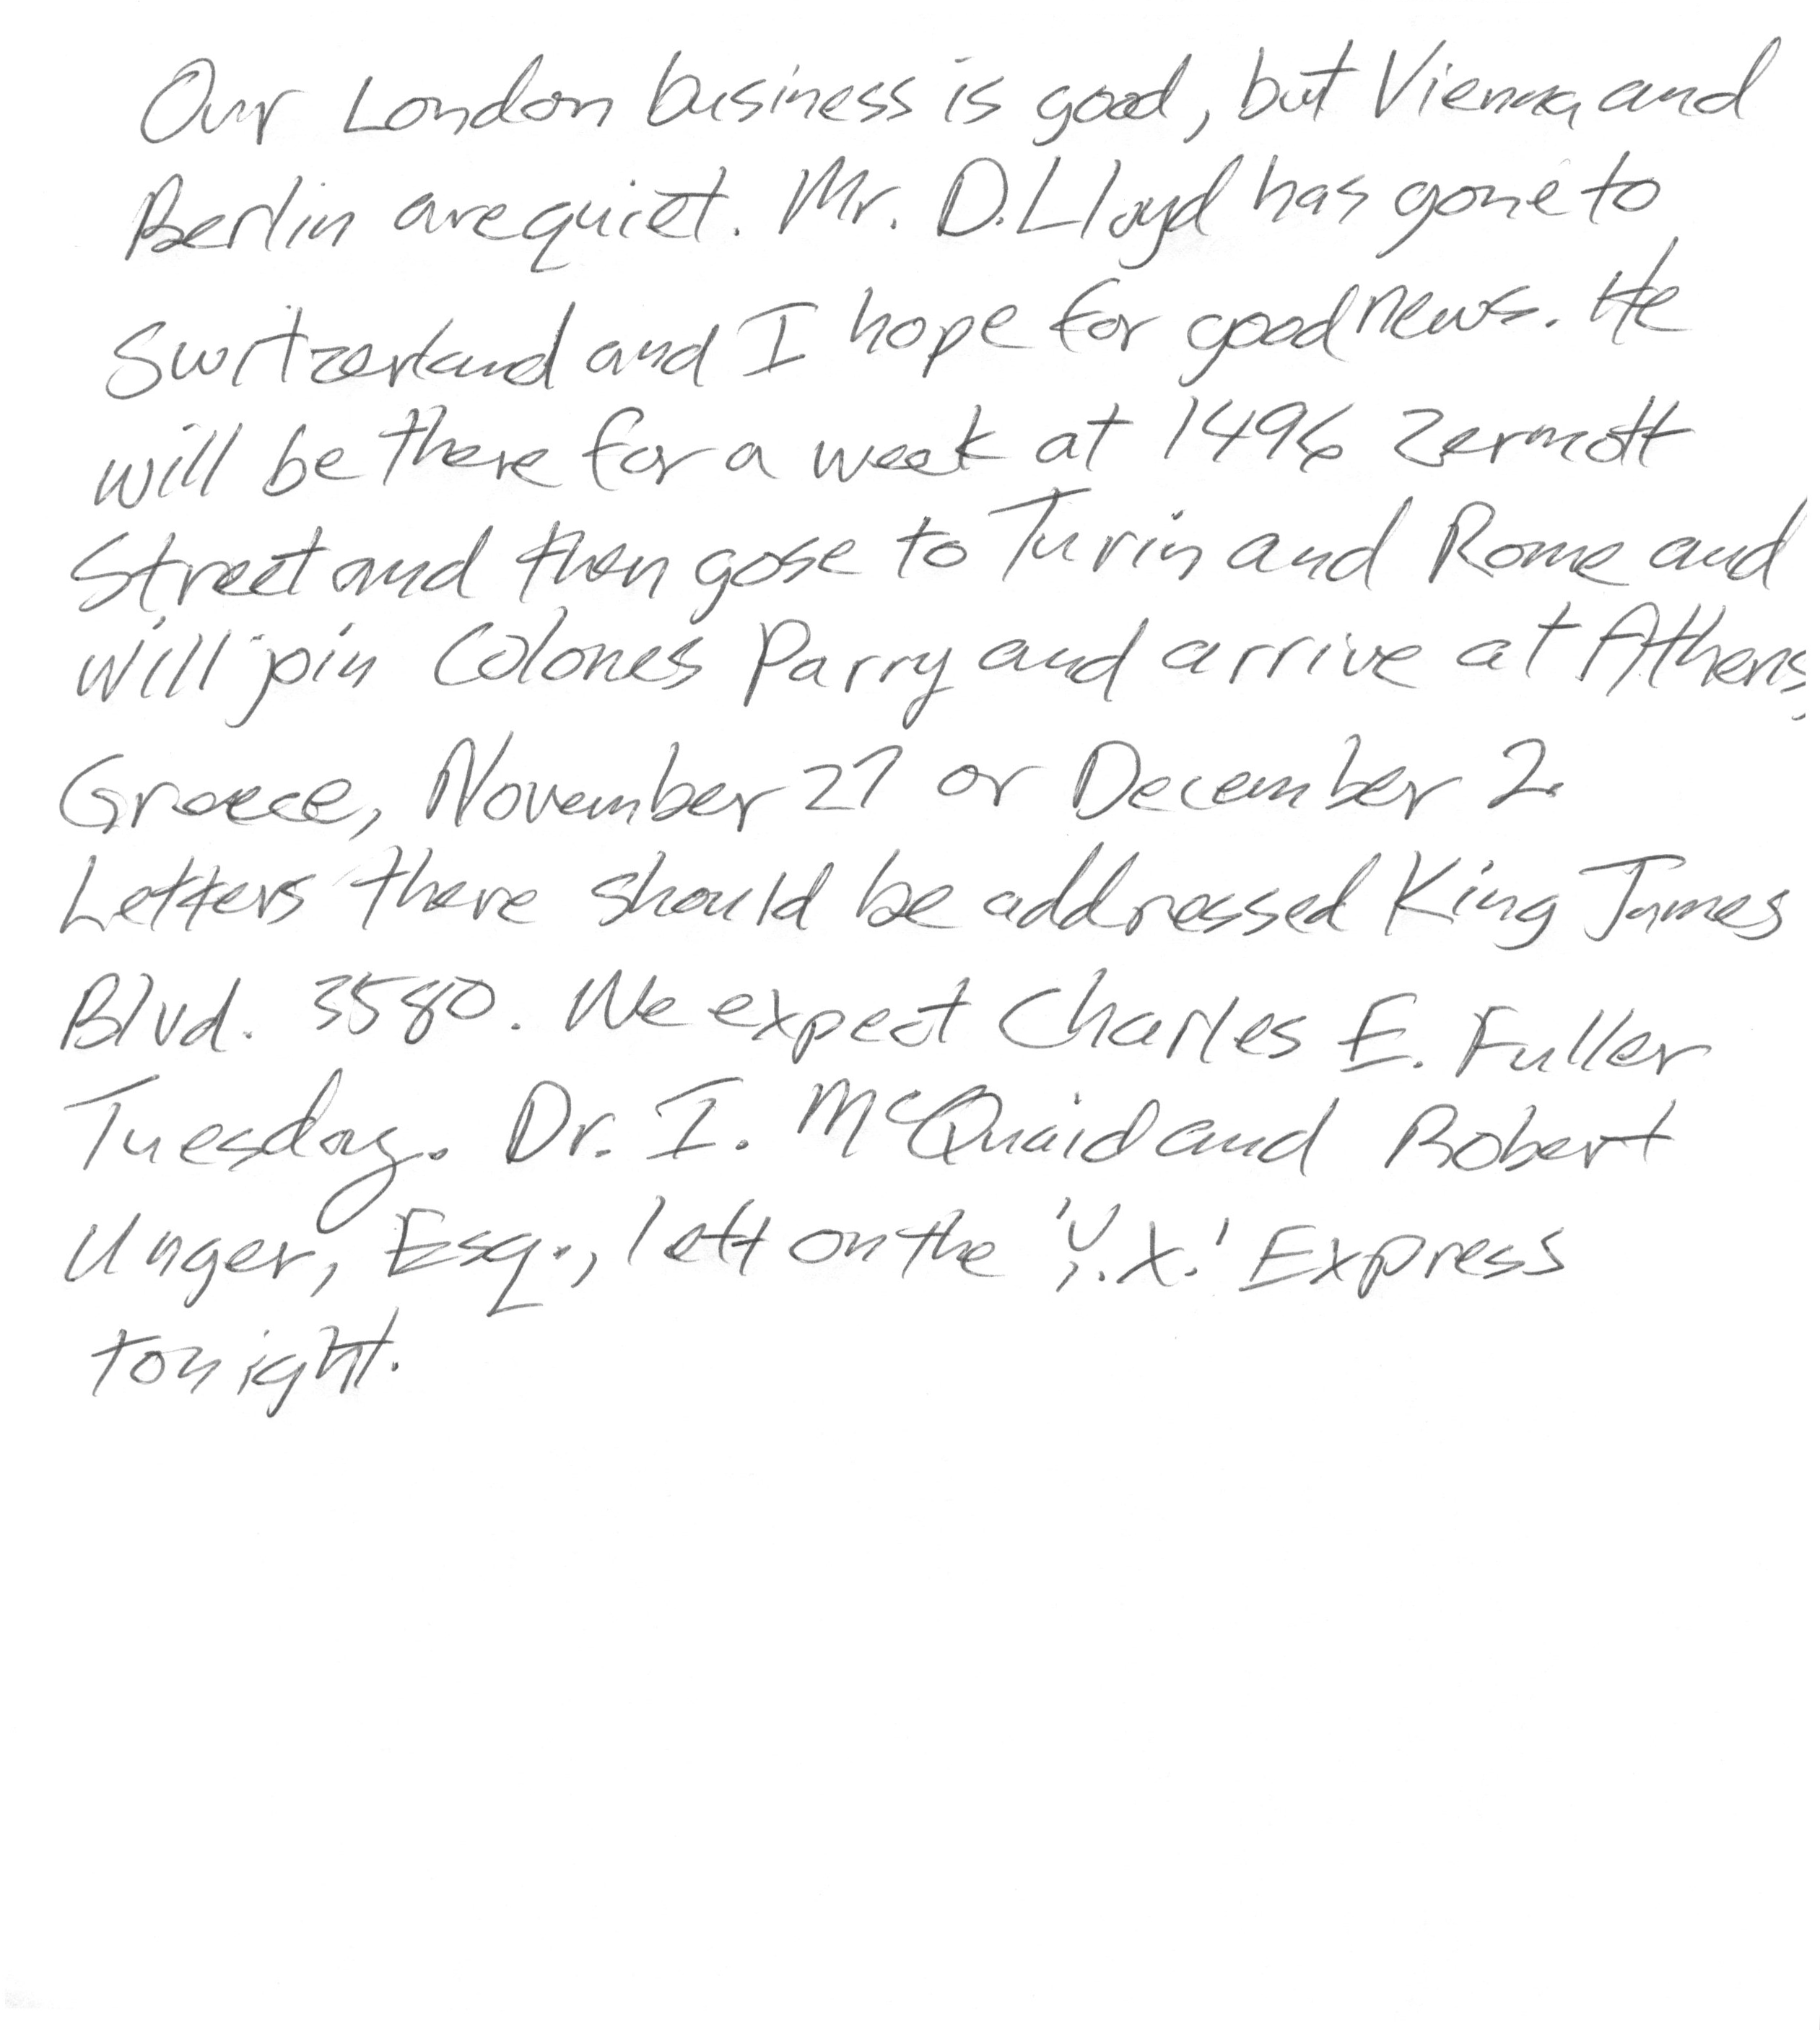 Our London business is good, but Vienna and
Berlin are quiet. Mr. D. Lloyd has gone to
Switzerland and I hope for good news. He
will be there for a week at 1496 Zermott
Street and then gose to Turin and Rome and
will join Colones Parry and arrive at Athens,
Greece, November 27 or December 2.
Letters there should be addressed King James
Blvd. 3580. We expect Charles E. Fuller
Tuesday. Dr. I. McQuaid and Robert
Unger, Esq., left on the 'Y.X.' Express
tonight.